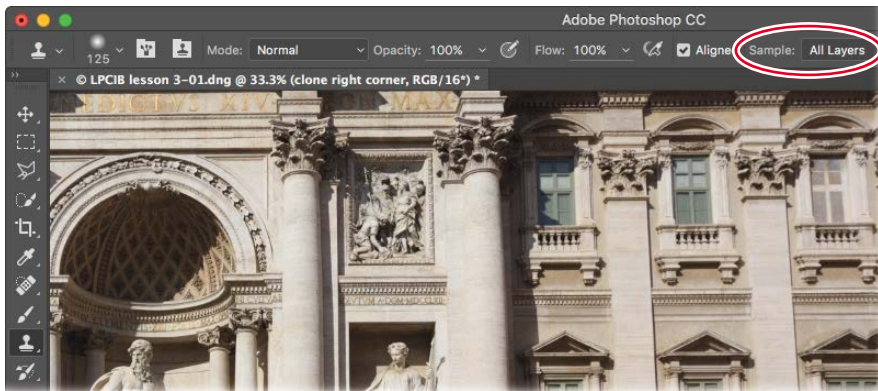 Adobe Photoshop CC
125
Mode: Normal Opacity: 100% Flow: 100% Aligne Sample: All Layers
» × © LPCIB lesson 3-01.dng @ 33.3% (clone right corner, RGB/16*) *
XIV MAX